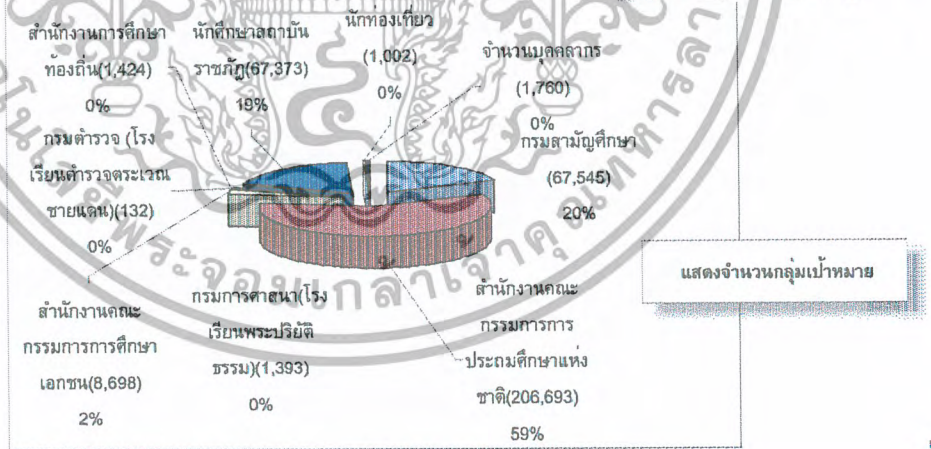 สำนักงานการศึกษา
ท้องถิ่น(1,424)
0%
นักศึกษาสถาบัน
ราชภัฏ(67,373)
19%
นักท่องเที่ยว
(1,002)
0%
จำนวนบุคคลากร
(1,760)
0%
กรมสามัญศึกษา
(67,545)
20%
กรมตำรวจ (โรง
เรียนตำรวจตระเวณ
ชายแดน)(132)
0%
สำนักงานคณะ
กรรมการการศึกษา
เอกชน(8,698)
2%
กรมการศาสนา(โรง
เรียนพระปริยัติ
ธรรม)(1,393)
0%
สำนักงานคณะ
กรรมการการ
ประถมศึกษาแห่ง
ชาติ(206,693)
59%
แสดงจำนวนกลุ่มเป้าหมาย